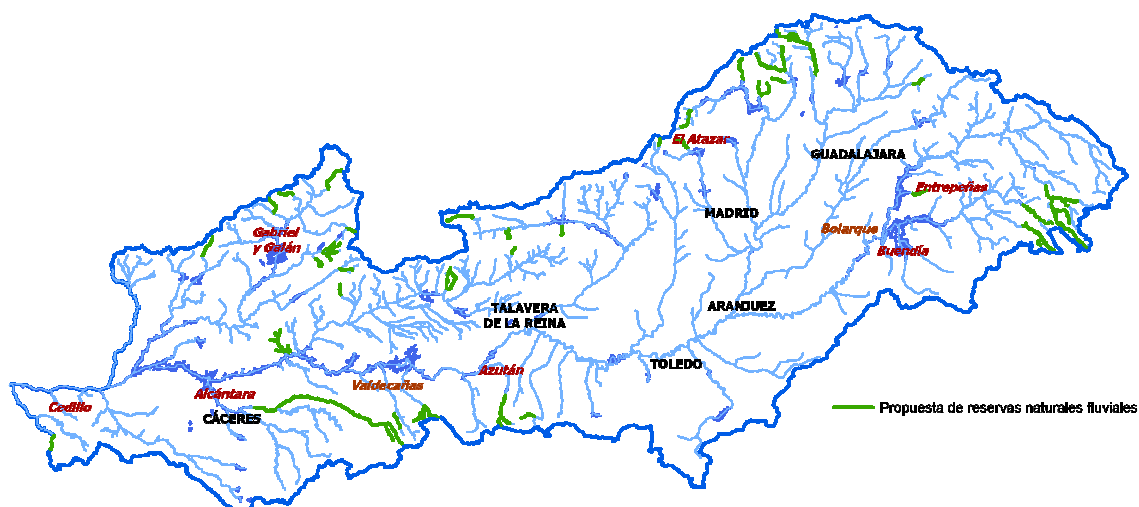 El Atazar
GUADALAJARA
Entrepeñas
MADRID
Bolarque
Buendía
Gabriel
y Galán
TALAVERA
DE LA REINA
ARANJUEZ
TOLEDO
Azután
Valdecañas
Alcántara
CÁCERES
Cedillo
Propuesta de reservas naturales fluviales